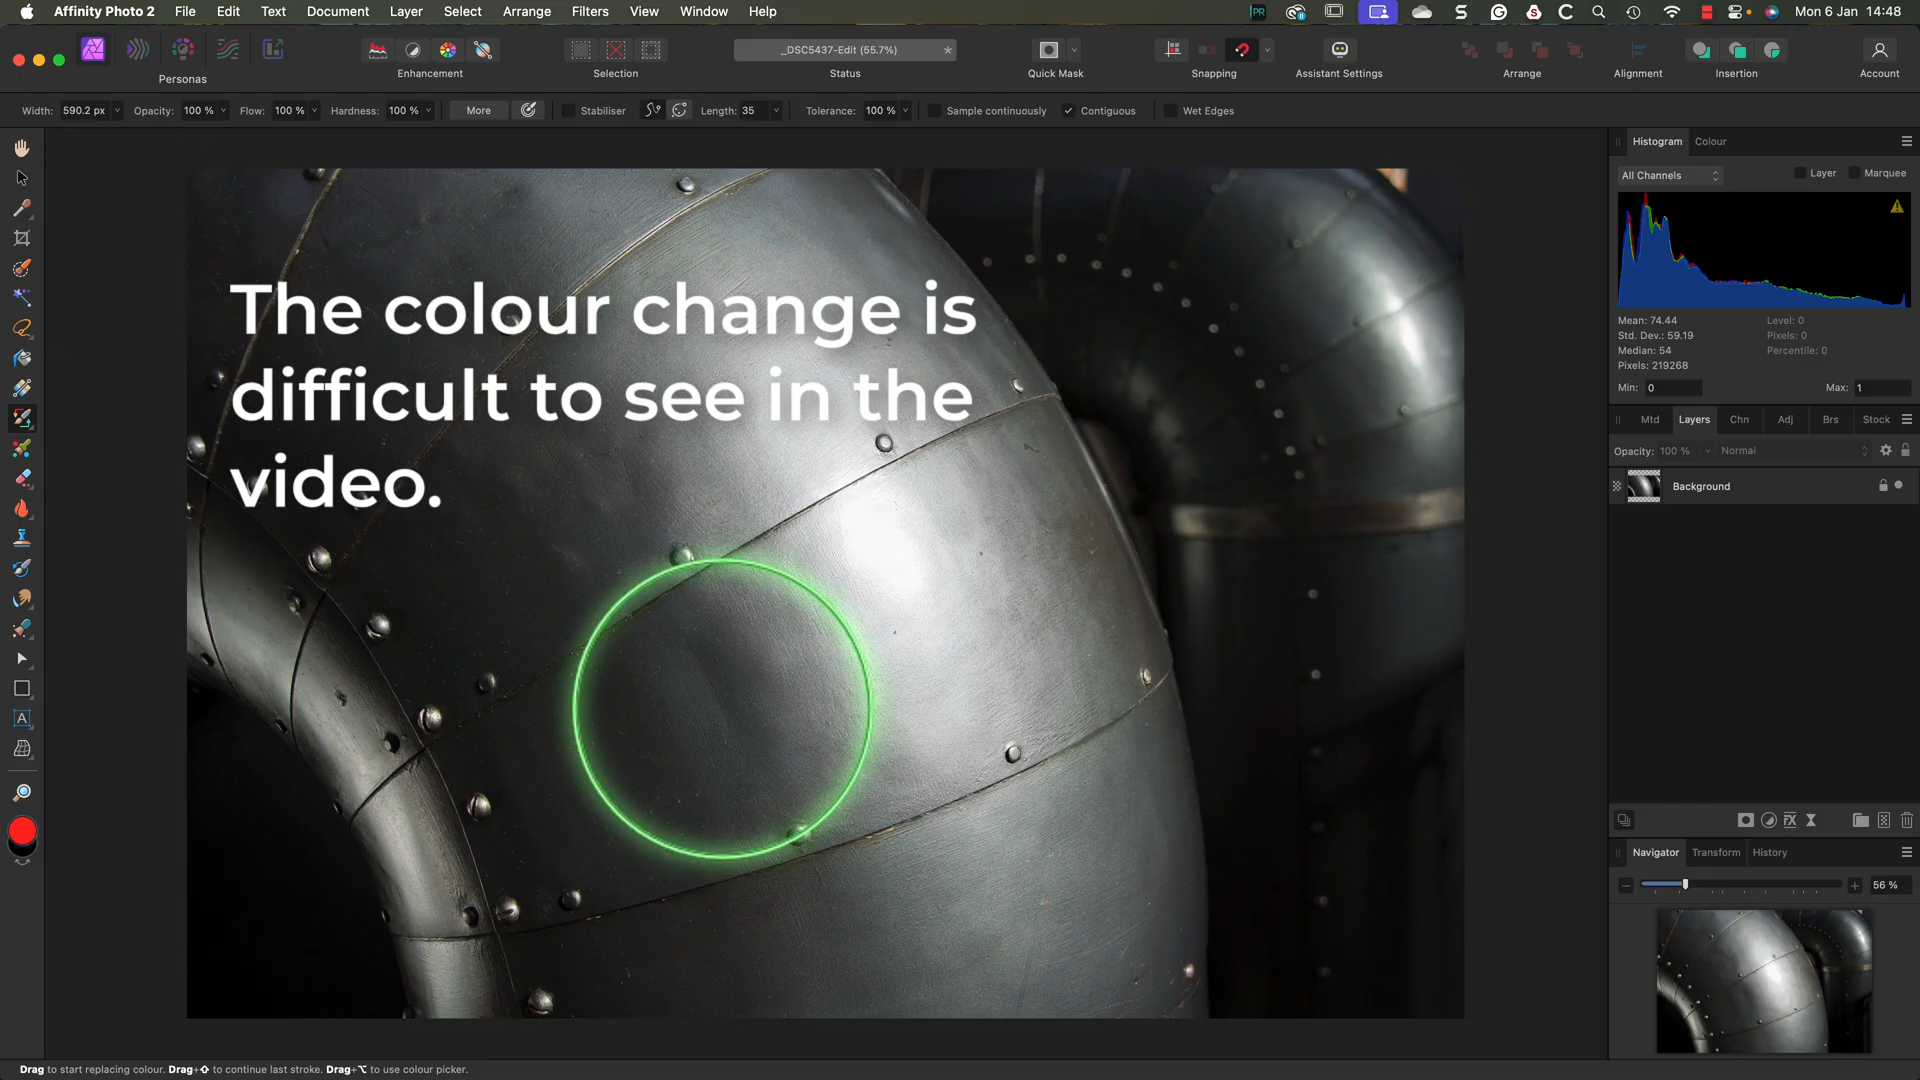 Affinity Photo 2 File Edit Text Document Layer Select Arrange Filters View Window Help Mon 6 Jan 14:48
_DSC5437-Edit (55.7%) *
Personas Enhancement Selection Status Quick Mask Snapping Assistant Settings Arrange Alignment Insertion Account
Width: 590.2 px Opacity: 100 % Flow: 100 % Hardness: 100 % More Stabiliser Length: 35 Tolerance: 100 % Sample continuously Contiguous Wet Edges
Histogram Colour
All Channels Layer Marquee
Mean: 74.44 Level: 0
Std. Dev.: 59.19 Pixels: 0
Median: 54 Percentile: 0
Pixels: 219268
Min: 0 Max: 1
Mtd Layers Chn Adj Brs Stock
Opacity: 100 % Normal
Background
The colour change is
difficult to see in the
video.
Navigator Transform History
56 %
Drag to start replacing colour. Drag+⇧ to continue last stroke. Drag+⌥ to use colour picker.